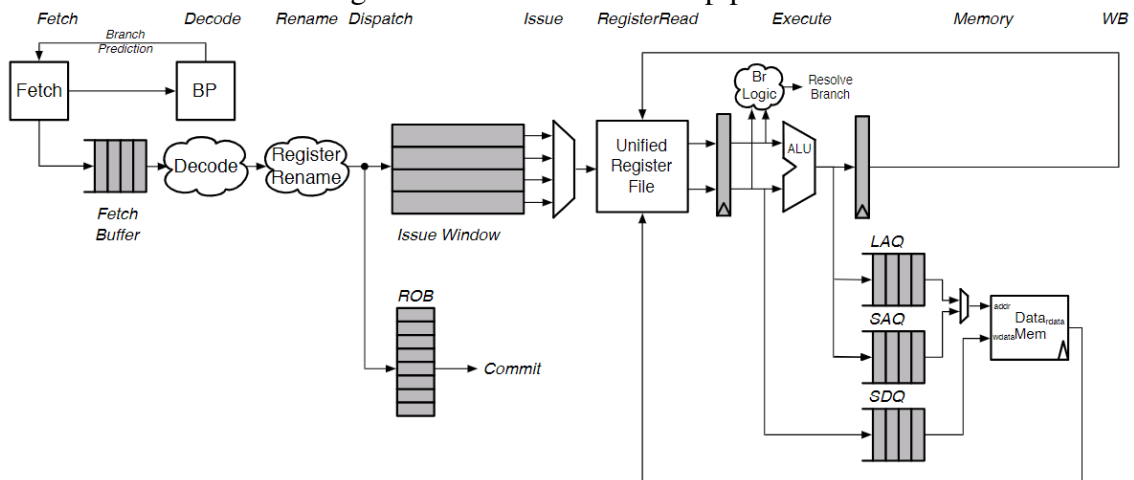 Fetch Decode Rename Dispatch Issue RegisterRead Execute Memory WB
Branch
Prediction
Fetch
BP
Br
Logic
Resolve
Branch
Unified
Register
File
ALU
Decode
Register
Rename
Fetch
Buffer
Issue Window
LAQ
ROB
SAQ
addr
Data
rdata
wdata
Mem
Commit
SDQ